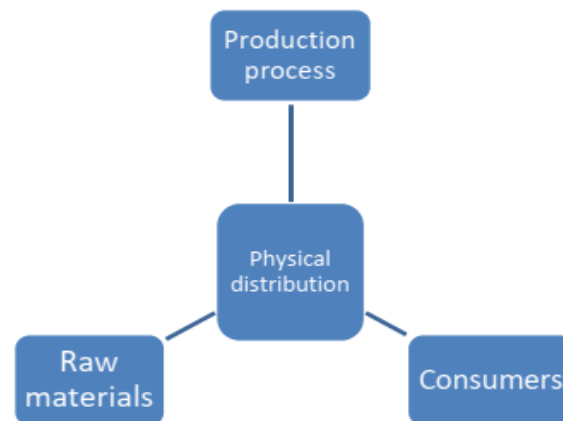 Production
process
Physical
distribution
Raw
materials
Consumers